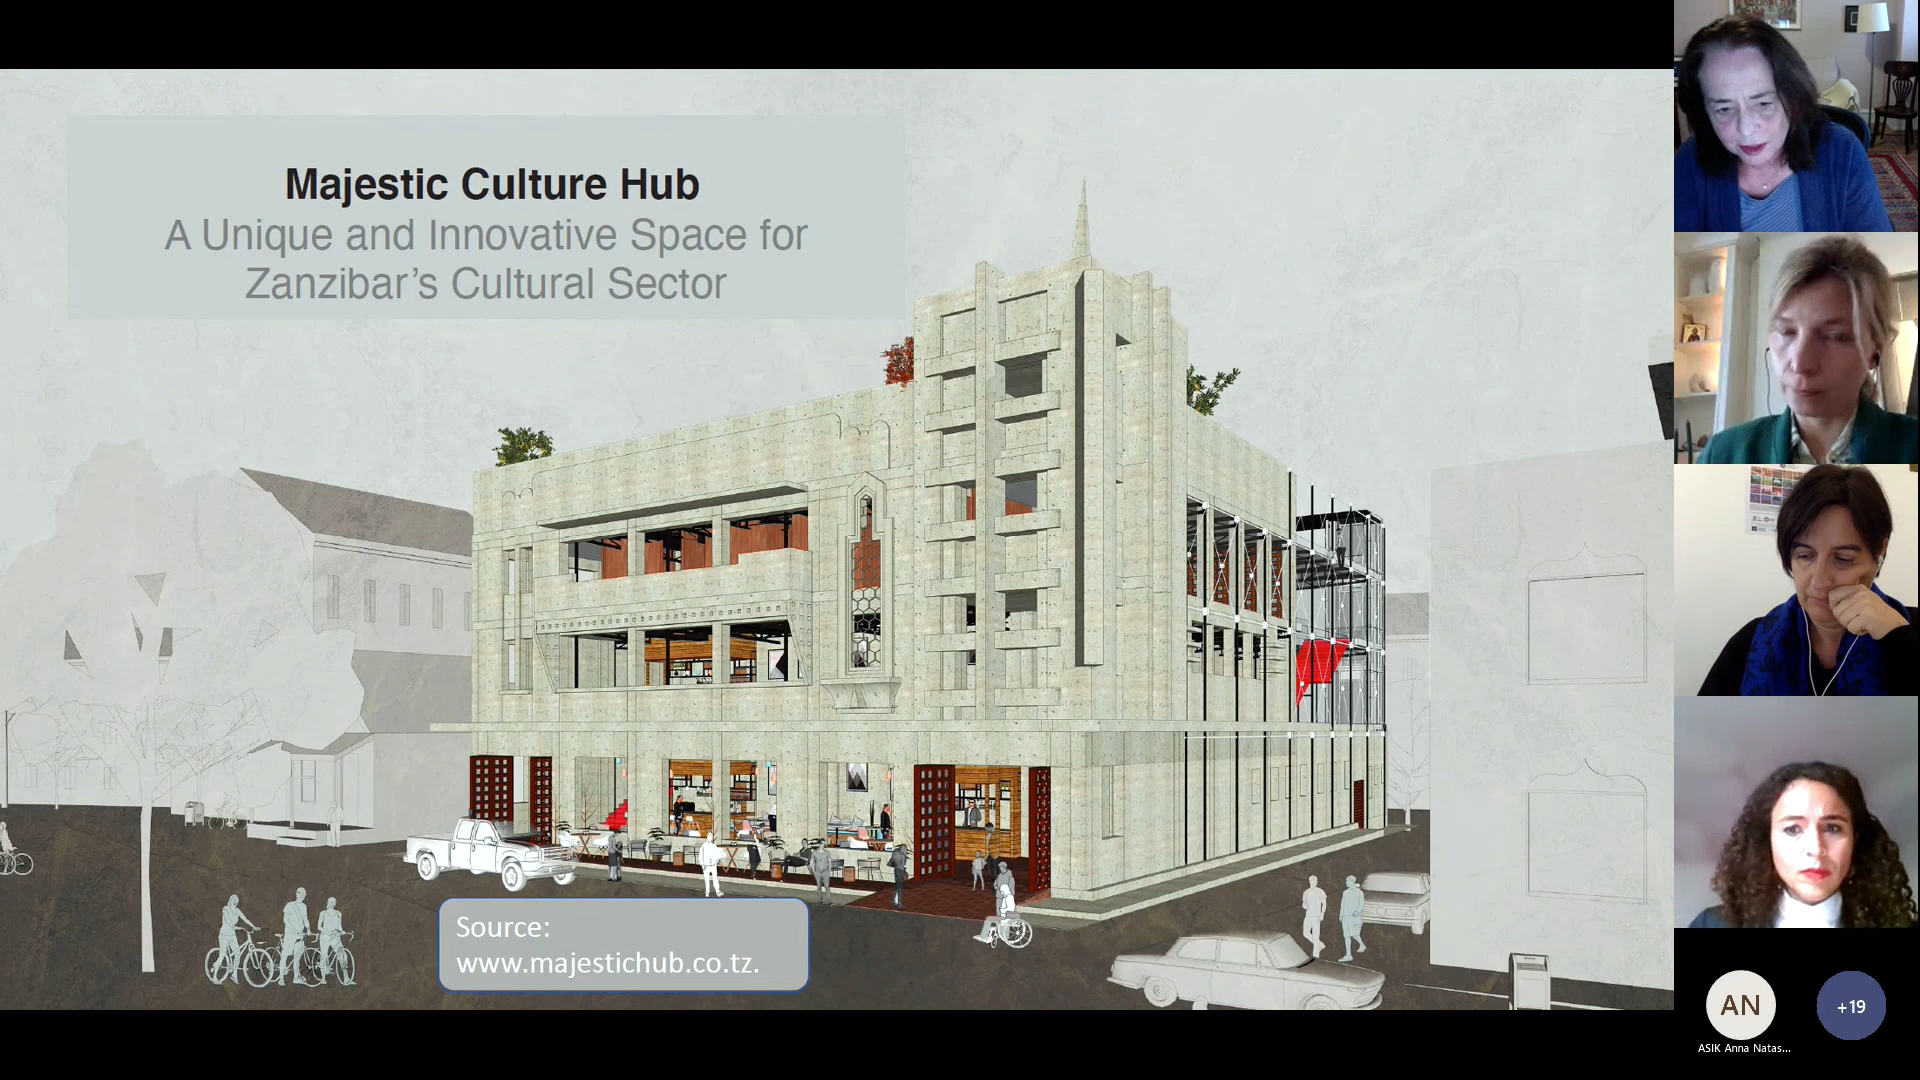 Majestic Culture Hub
A Unique and Innovative Space for
Zanzibar's Cultural Sector
Source:
www.majestichub.co.tz.
AN
+19
ASIK Anna Natas...